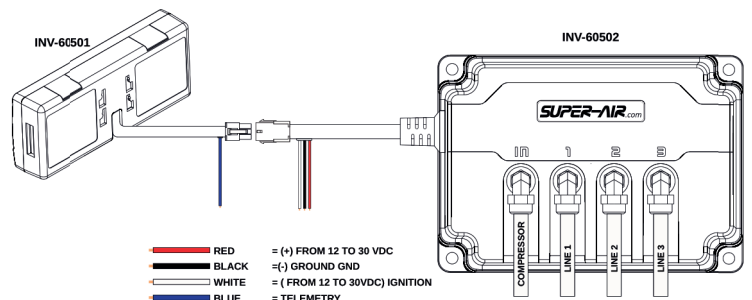 INV-60501
INV-60502
SUPER-AIR.com
IN 1 2 3
COMPRESSOR
LINE 1
LINE 2
LINE 3
RED = (+) FROM 12 TO 30 VDC
BLACK =(-) GROUND GND
WHITE = ( FROM 12 TO 30VDC) IGNITION
BLUE = TELEMETRY